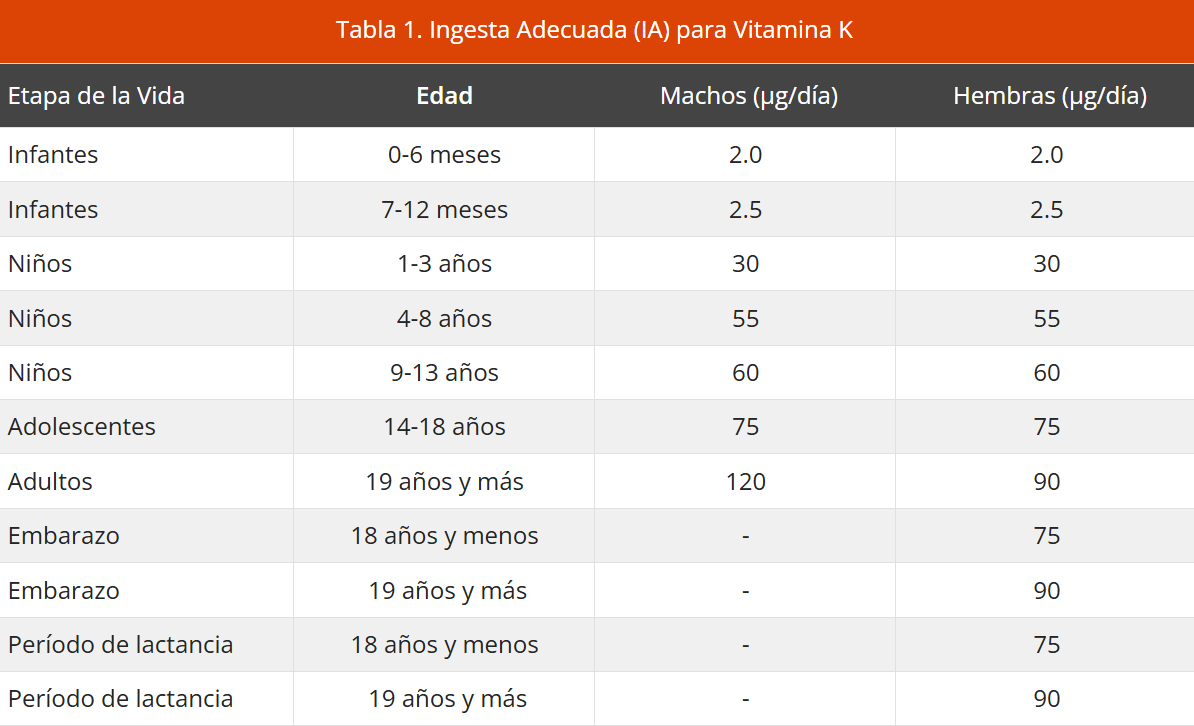 Tabla 1. Ingesta Adecuada (IA) para Vitamina K
Etapa de la Vida Edad Machos (μg/día) Hembras (μg/día)
Infantes 0-6 meses 2.0 2.0
Infantes 7-12 meses 2.5 2.5
Niños 1-3 años 30 30
Niños 4-8 años 55 55
Niños 9-13 años 60 60
Adolescentes 14-18 años 75 75
Adultos 19 años y más 120 90
Embarazo 18 años y menos - 75
Embarazo 19 años y más - 90
Período de lactancia 18 años y menos - 75
Período de lactancia 19 años y más - 90